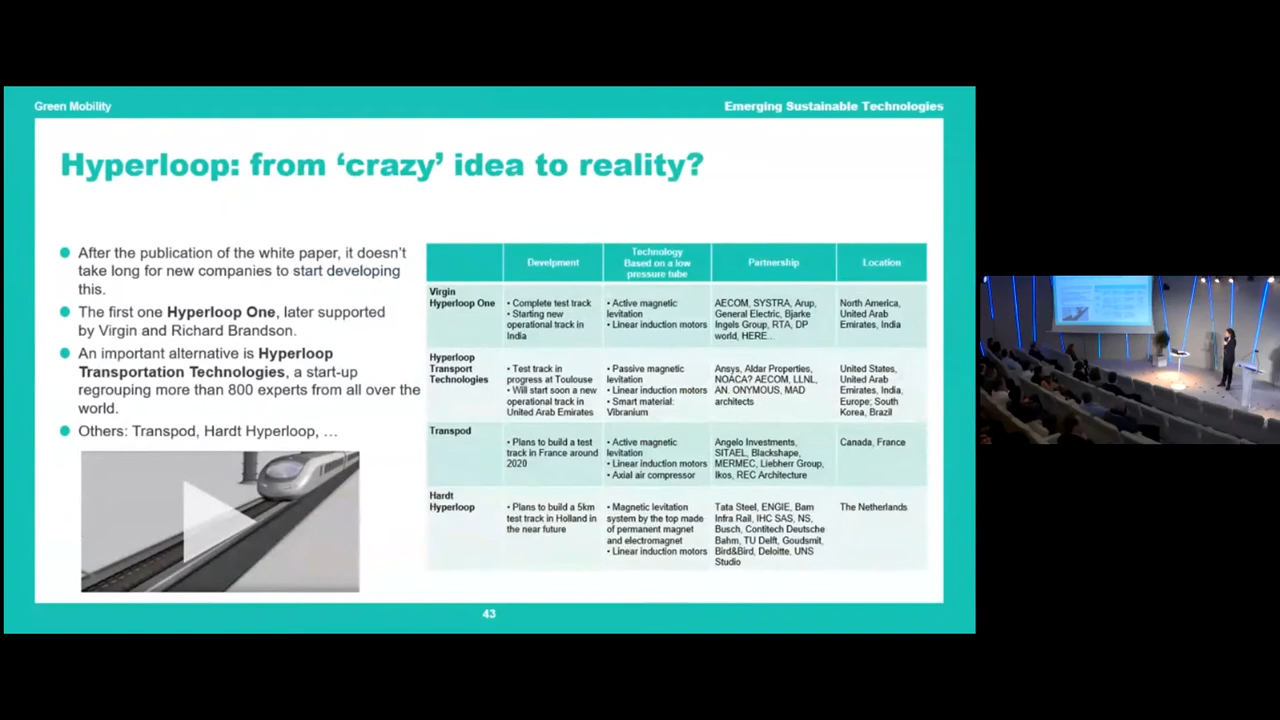 Green Mobility
Emerging Sustainable Technologies
Hyperloop: from ‘crazy’ idea to reality?
After the publication of the white paper, it doesn’t
take long for new companies to start developing
this.
The first one Hyperloop One, later supported
by Virgin and Richard Brandson.
An important alternative is Hyperloop
Transportation Technologies, a start-up
regrouping more than 800 experts from all over the
world.
Others: Transpod, Hardt Hyperloop, …
Develpment
Technology
Based on a low
pressure tube
Partnership
Location
Virgin
Hyperloop One
• Complete test track
• Starting new
operational track in
India
• Active magnetic
levitation
• Linear induction motors
AECOM, SYSTRA, Arup,
General Electric, Bjarke
Ingels Group, RTA, DP
world, HERE...
North America,
United Arab
Emirates, India
Hyperloop
Transport
Technologies
• Test track in
progress at Toulouse
• Will start soon a new
operational track in
United Arab Emirates
• Passive magnetic
levitation
• Linear induction motors
• Smart material:
Vibranium
Ansys, Aldar Properties,
NOACA? AECOM, LLNL,
AN. ONYMOUS, MAD
architects
United States,
United Arab
Emirates, India,
Europe; South
Korea, Brazil
Transpod
• Plans to build a test
track in France around
2020
• Active magnetic
levitation
• Linear induction motors
• Axial air compressor
Angelo Investments,
SITAEL, Blackshape,
MERMEC, Liebherr Group,
Ikos, REC Architecture
Canada, France
Hardt
Hyperloop
• Plans to build a 5km
test track in Holland in
the near future
• Magnetic levitation
system by the top made
of permanent magnet
and electromagnet
• Linear induction motors
Tata Steel, ENGIE, Bam
Infra Rail, IHC SAS, NS,
Busch, Contitech Deutsche
Bahm, TU Delft, Goudsmit,
Bird&Bird, Deloitte, UNS
Studio
The Netherlands
43